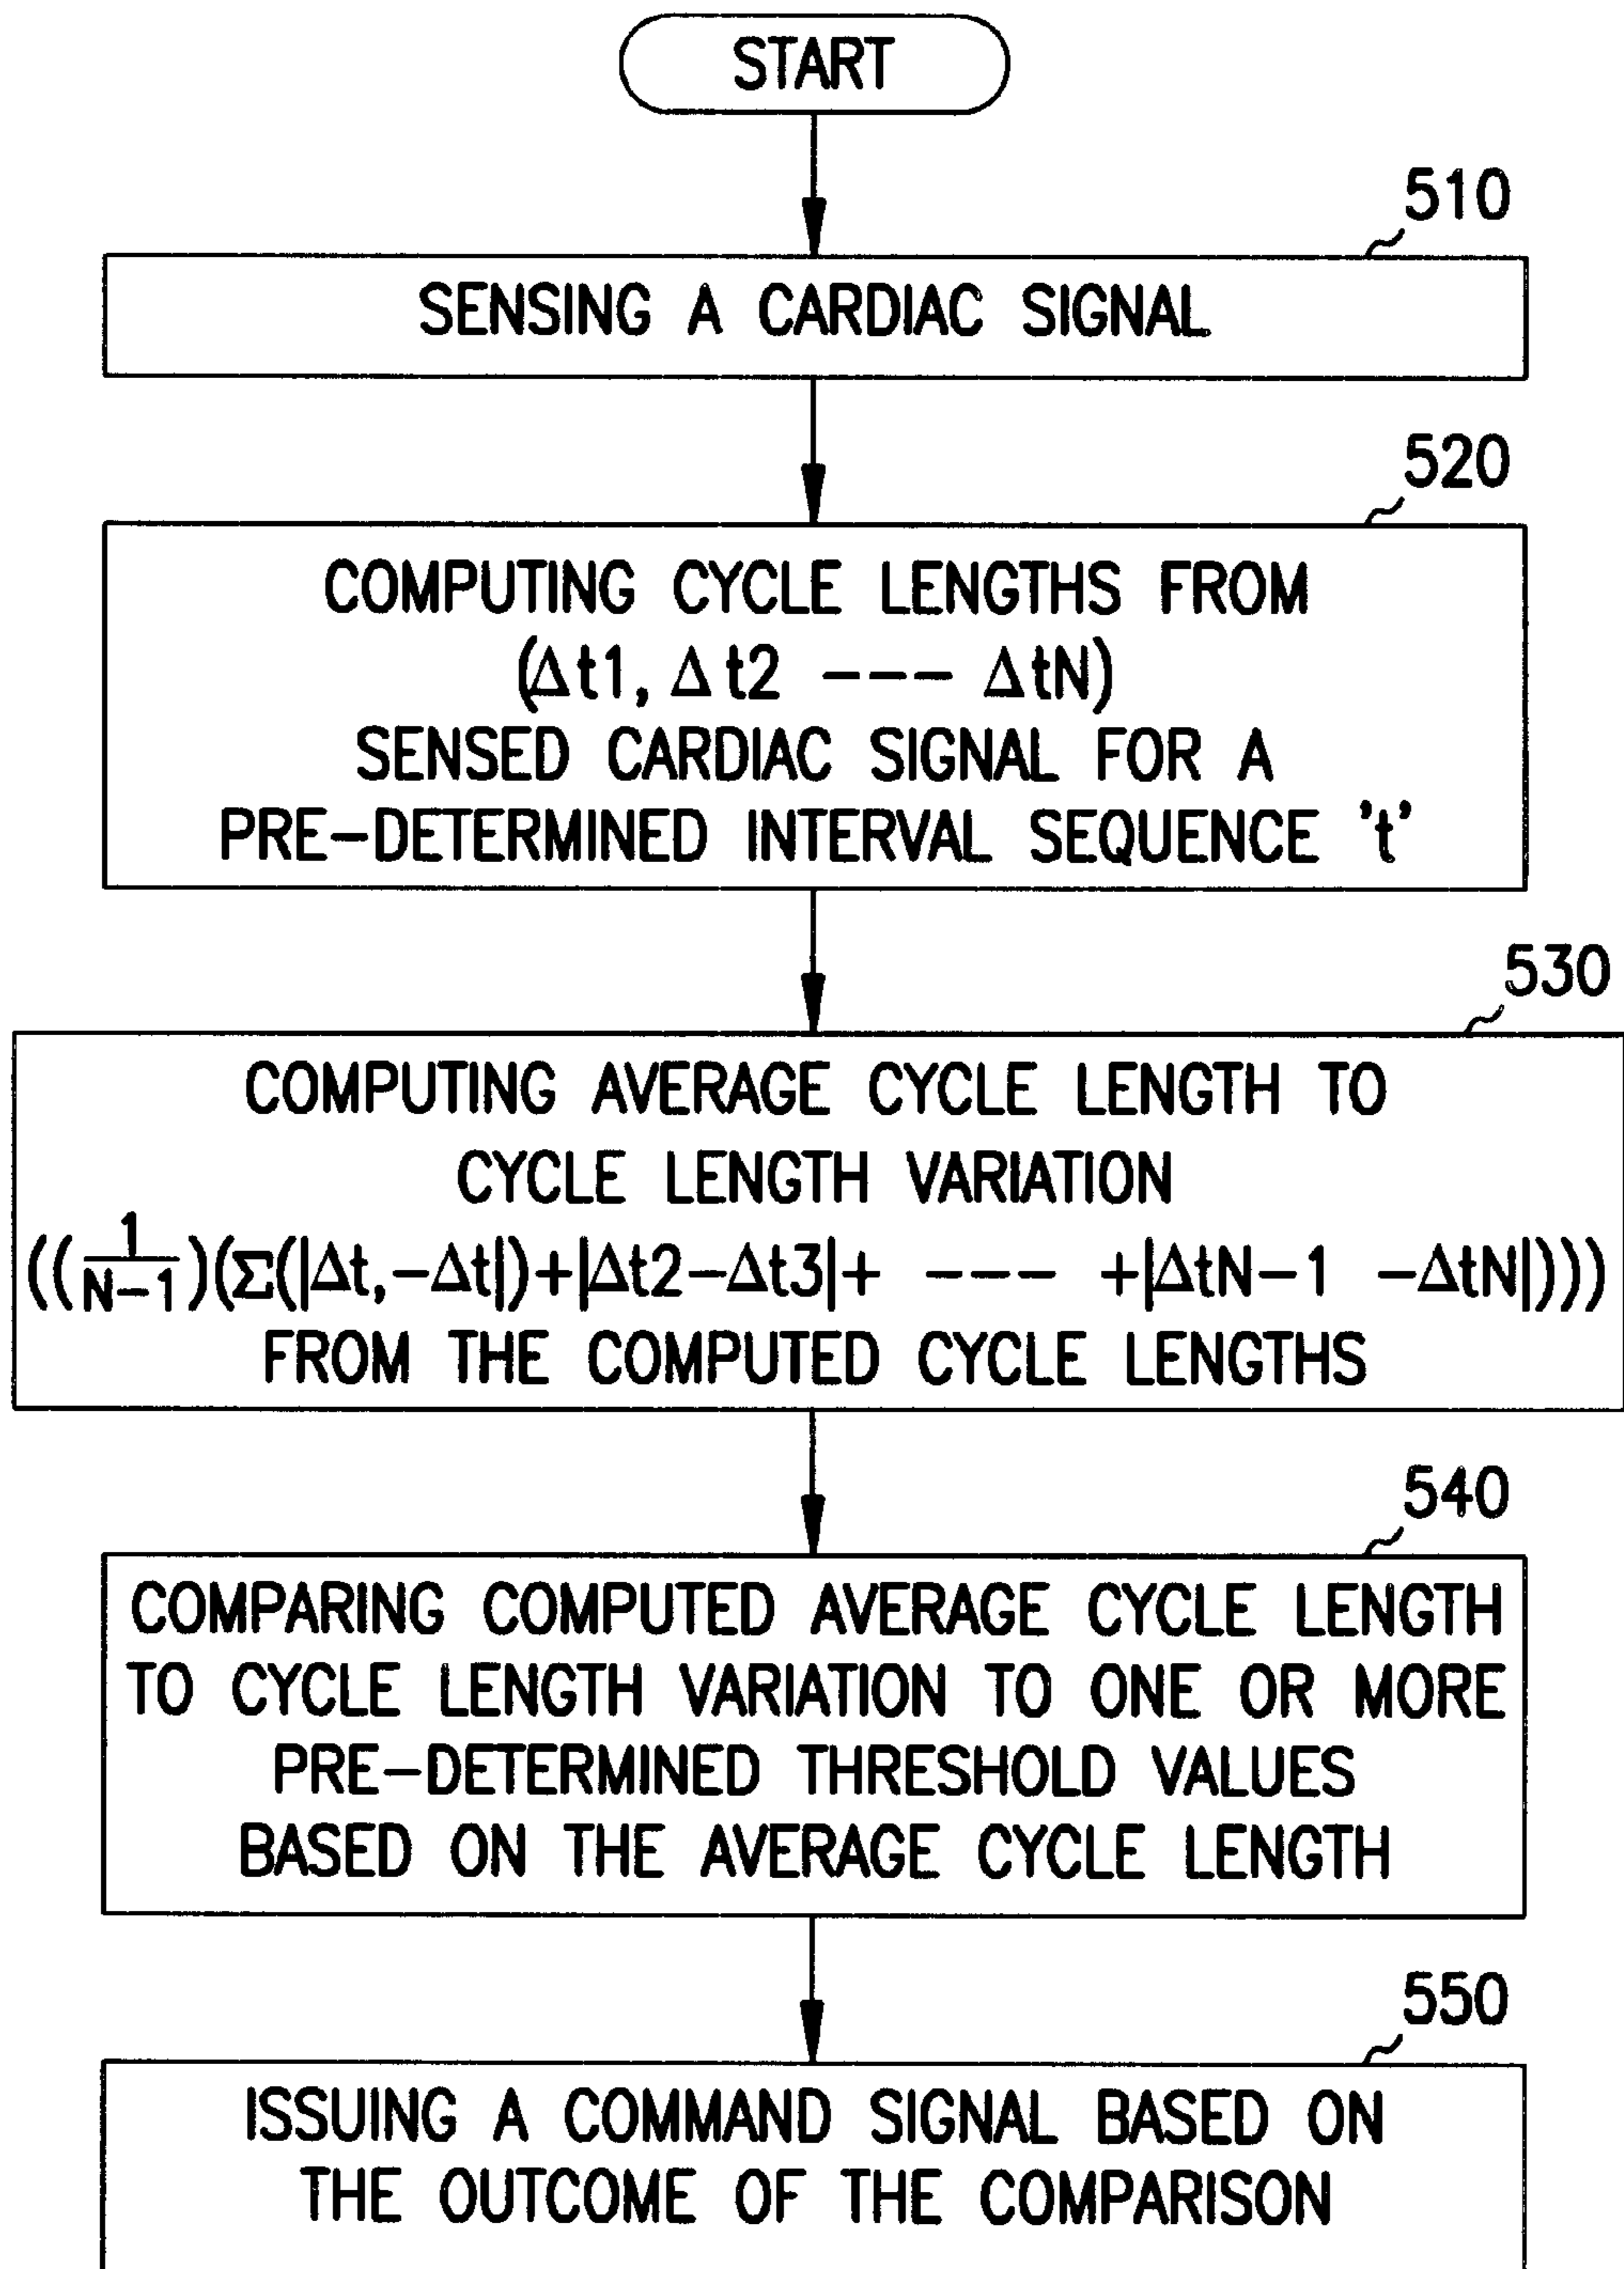 START
510
SENSING A CARDIAC SIGNAL
520
COMPUTING CYCLE LENGTHS FROM
(Δt1, Δt2 --- ΔtN)
SENSED CARDIAC SIGNAL FOR A
PRE-DETERMINED INTERVAL SEQUENCE 't'
530
COMPUTING AVERAGE CYCLE LENGTH TO
CYCLE LENGTH VARIATION
((1/N-1)(Σ(|Δt,-Δt|)+|Δt2-Δt3|+ --- +|ΔtN-1 -ΔtN|)))
FROM THE COMPUTED CYCLE LENGTHS
540
COMPARING COMPUTED AVERAGE CYCLE LENGTH
TO CYCLE LENGTH VARIATION TO ONE OR MORE
PRE-DETERMINED THRESHOLD VALUES
BASED ON THE AVERAGE CYCLE LENGTH
550
ISSUING A COMMAND SIGNAL BASED ON
THE OUTCOME OF THE COMPARISON